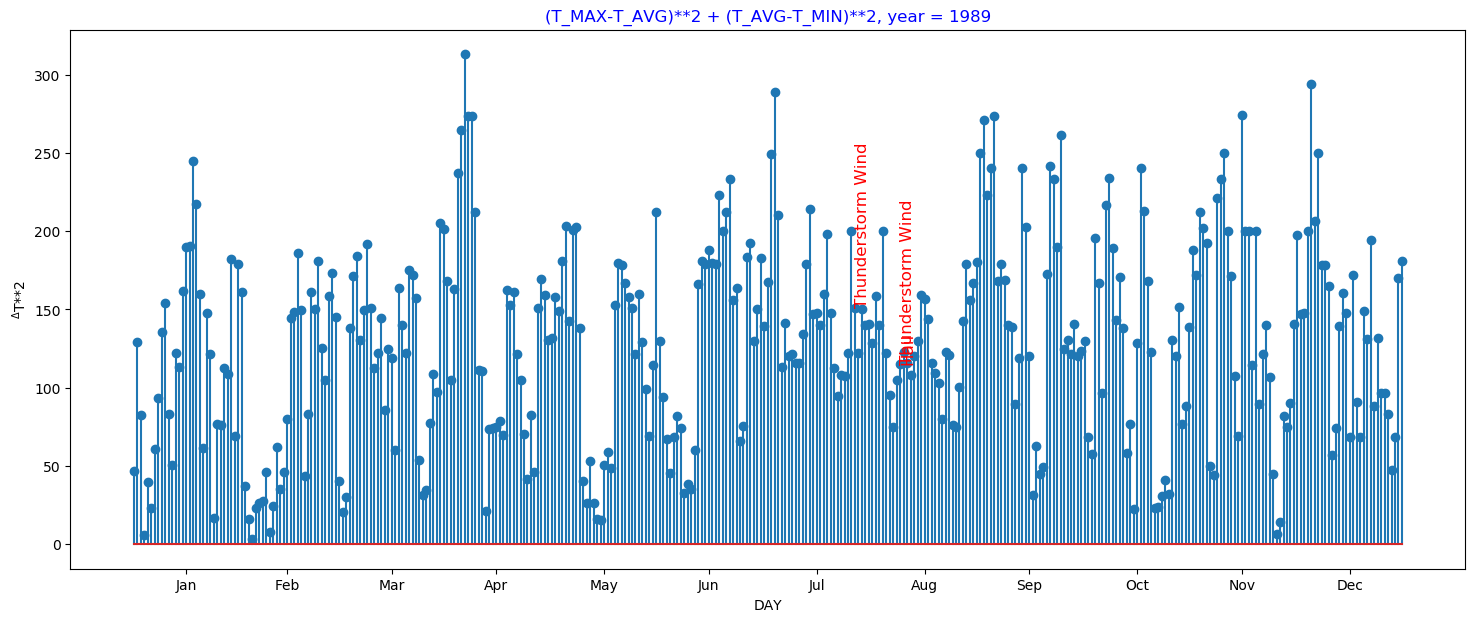 (T_MAX-T_AVG)**2 + (T_AVG-T_MIN)**2, year = 1989
ΔT**2
300
250
200
150
100
50
0
Thunderstorm Wind
Thunderstorm Wind
Jan Feb Mar Apr May Jun Jul Aug Sep Oct Nov Dec
DAY